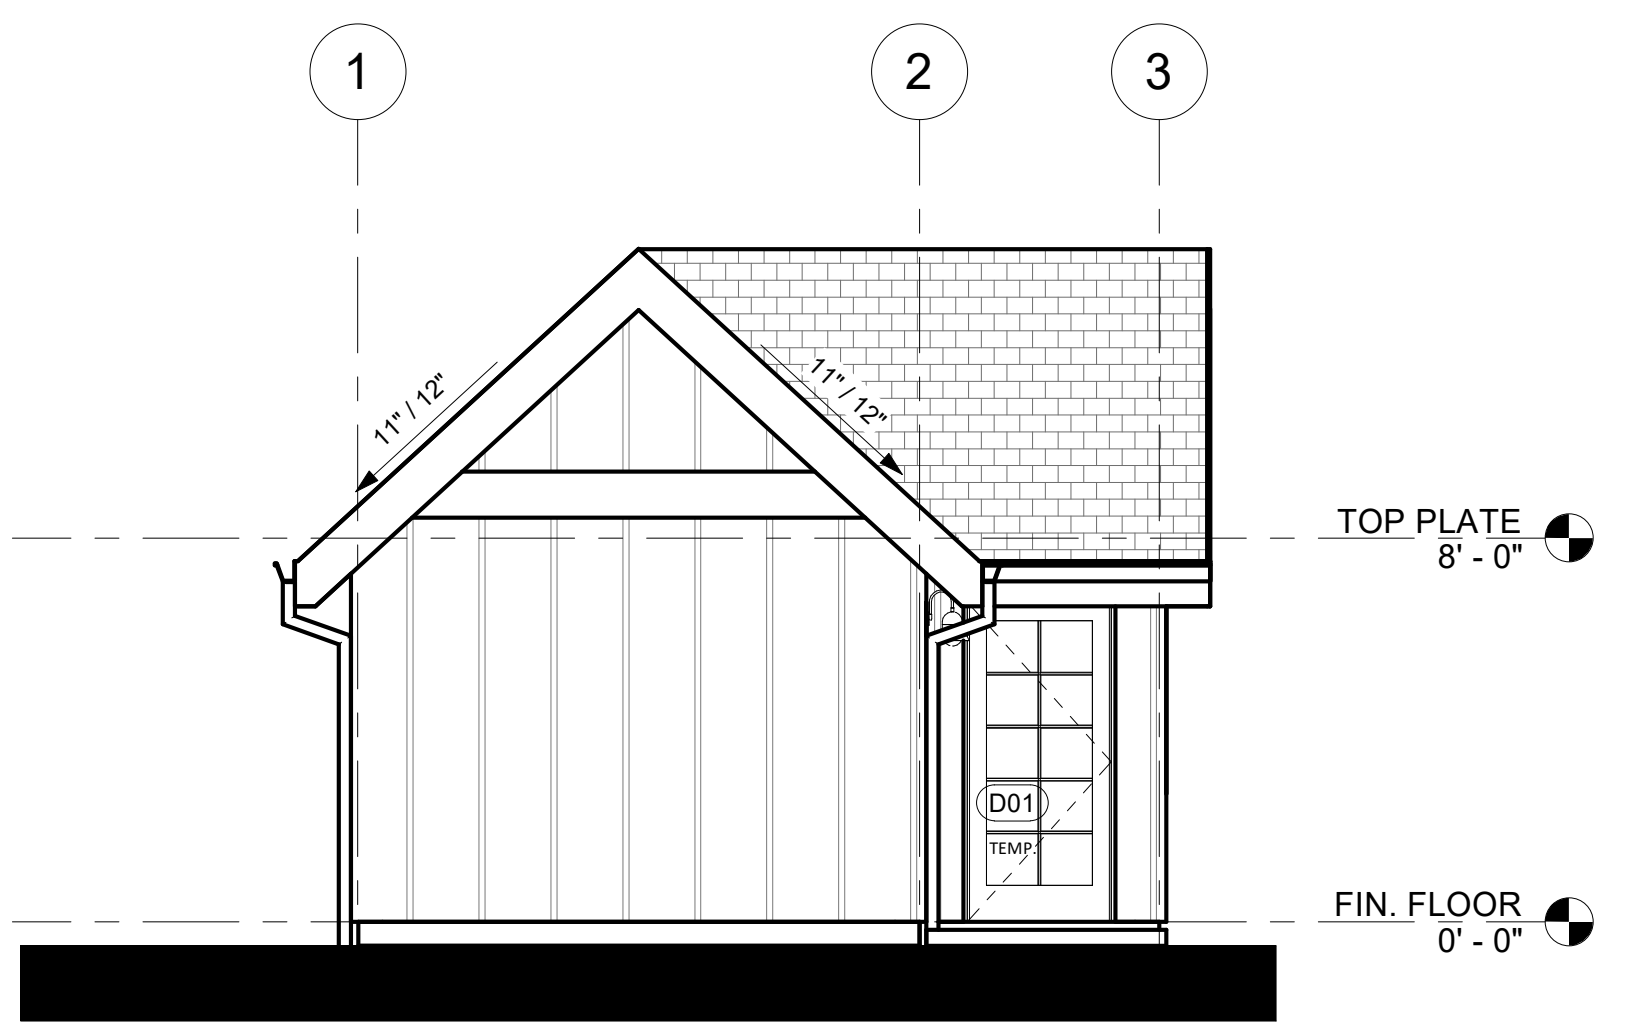 1
2
3
11" / 12"
11" / 12"
TOP PLATE
8' - 0"
D01
TEMP.
FIN. FLOOR
0' - 0"